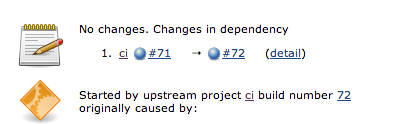 No changes. Changes in dependency
1. ci #71 → #72 (detail)
Started by upstream project ci build number 72
originally caused by: